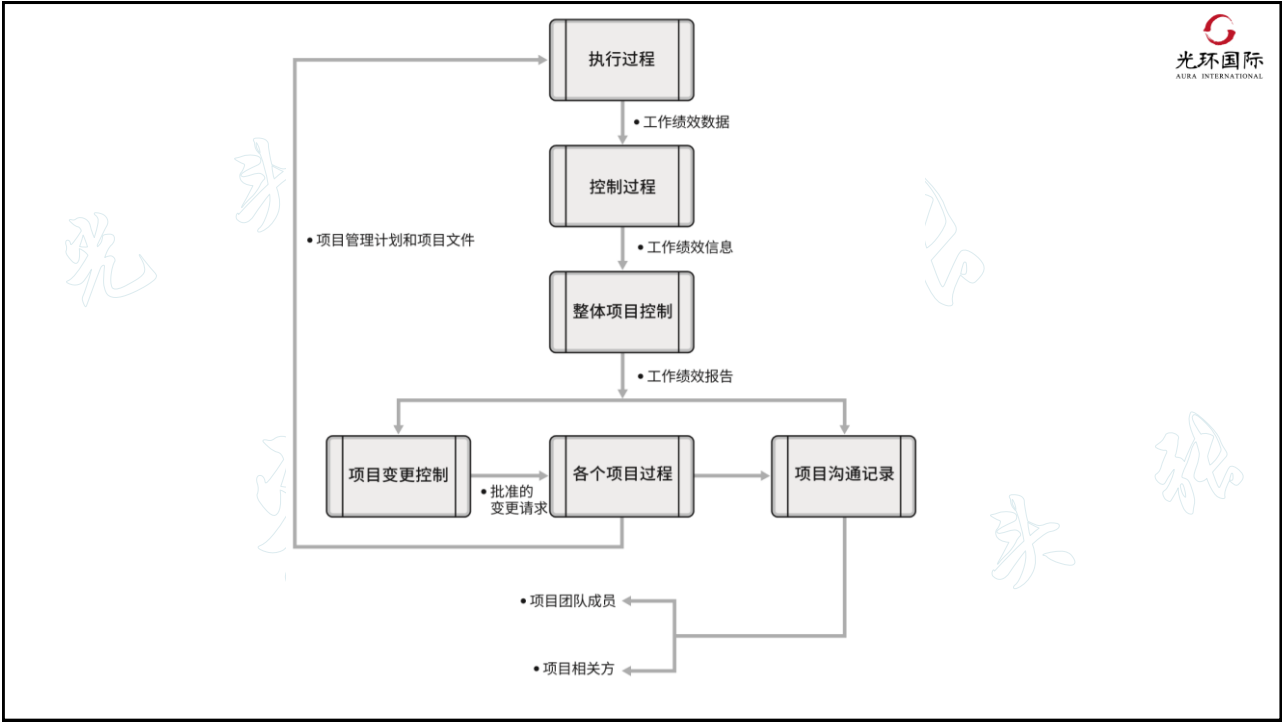 光环国际
AURA INTERNATIONAL
执行过程
• 工作绩效数据
控制过程
• 项目管理计划和项目文件
• 工作绩效信息
整体项目控制
• 工作绩效报告
项目变更控制
• 批准的
变更请求
各个项目过程
项目沟通记录
• 项目团队成员
• 项目相关方